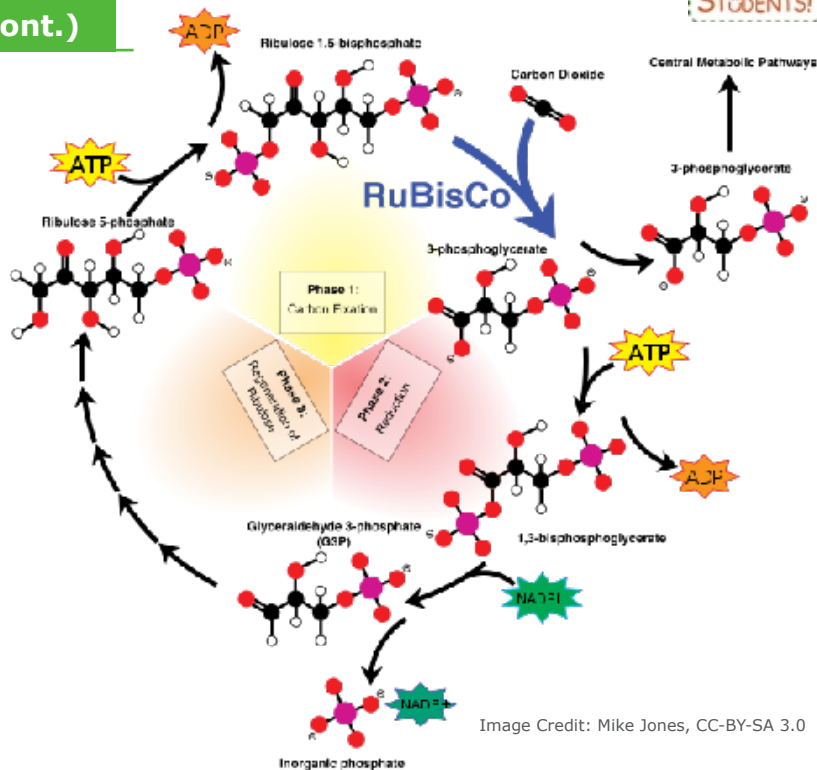 ont.)
STUDENTS!
ADP
Ribulose 1,5-bisphosphate
Carbon Dioxide
Central Metabolic Pathways
ATP
RuBisCo
3-phosphoglycerate
Ribulose 5-phosphate
3-phosphoglycerate
Phase 1:
Carbon Fixation
ATP
Phase 3:
Regeneration of
Ribulose
Phase 2:
Reduction
ADP
Glyceraldehyde 3-phosphate
(G3P)
1,3-bisphosphoglycerate
NADPH
NADP+
Image Credit: Mike Jones, CC-BY-SA 3.0
Inorganic phosphate